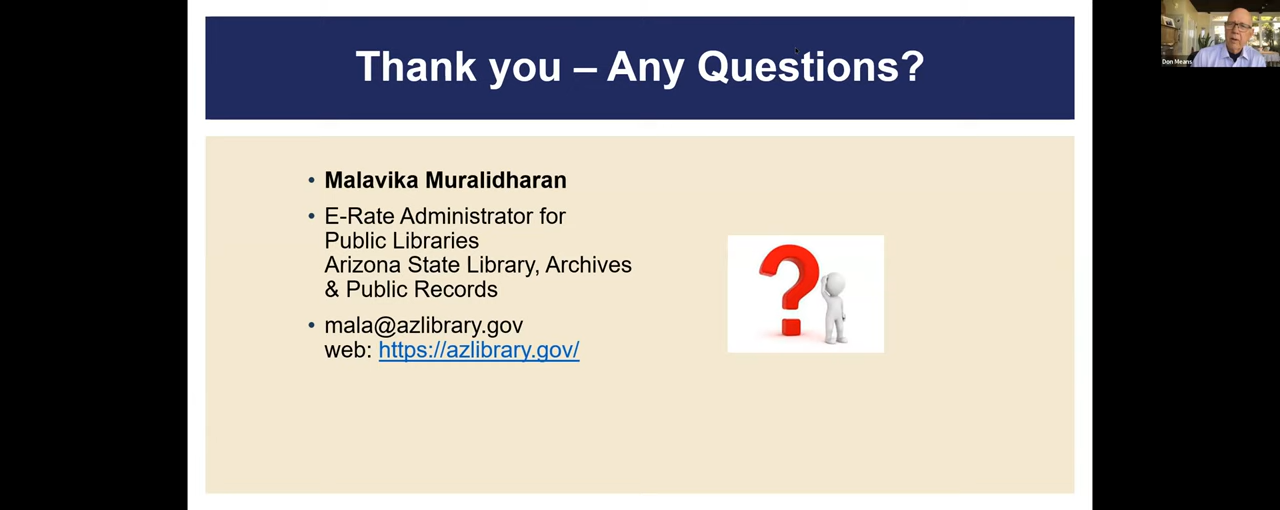 Thank you – Any Questions?
Don Means
• Malavika Muralidharan
• E-Rate Administrator for
Public Libraries
Arizona State Library, Archives
& Public Records
• mala@azlibrary.gov
web: https://azlibrary.gov/
?